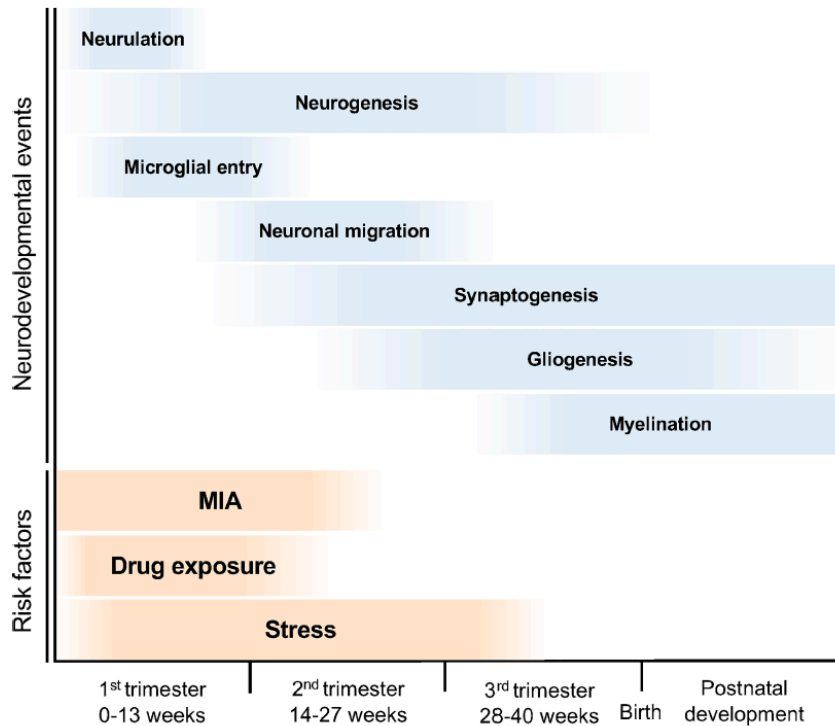 Neurodevelopmental events
Neurulation
Neurogenesis
Microglial entry
Neuronal migration
Synaptogenesis
Gliogenesis
Myelination
Risk factors
MIA
Drug exposure
Stress
1st trimester
0-13 weeks
2nd trimester
14-27 weeks
3rd trimester
28-40 weeks
Birth
Postnatal
development